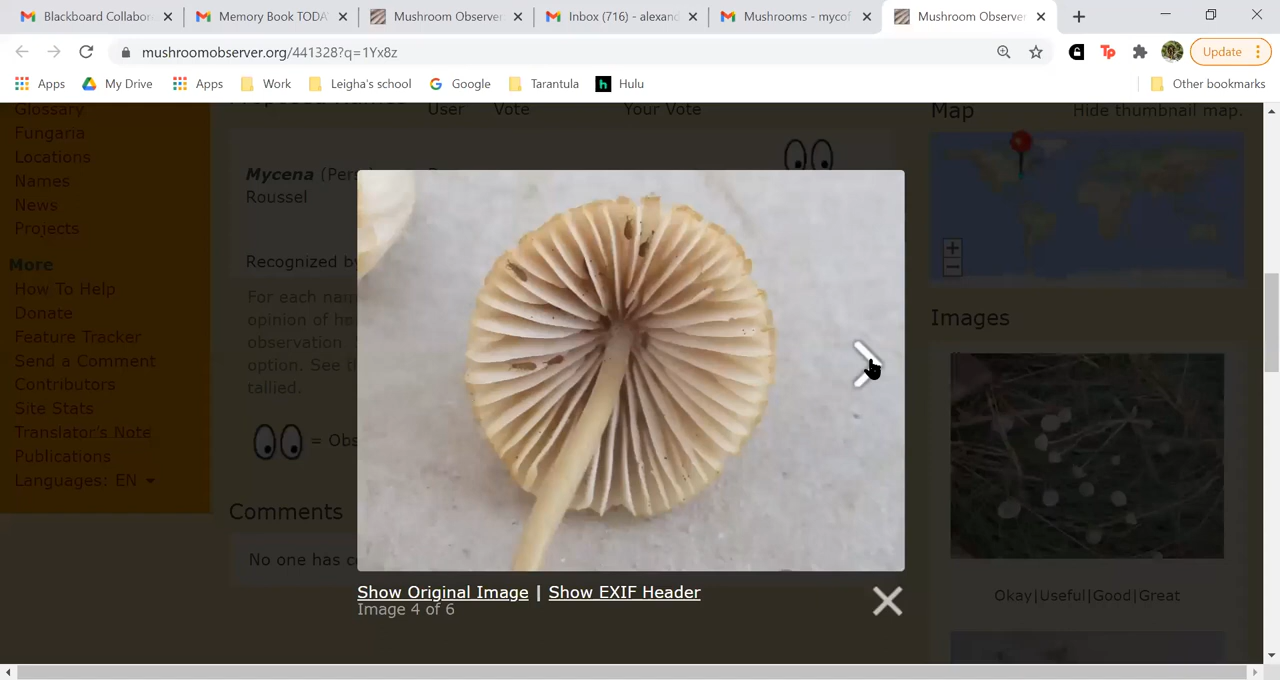 Blackboard Collabor
Memory Book TODA
Mushroom Observer
Inbox (716) - alexand
Mushrooms - mycof
Mushroom Observer
mushroomobserver.org/441328?q=1Yx8z
Update
Apps
My Drive
Apps
Work
Leigha's school
Google
Tarantula
Hulu
Other bookmarks
Glossary
Fungaria
Locations
Names
News
Projects
More
How To Help
Donate
Feature Tracker
Send a Comment
Contributors
Site Stats
Translator's Note
Publications
Languages: EN
Proposed Names
User
Vote
Your Vote
Mycena (Pers
Roussel
Recognized by
For each nam
opinion of ho
observation
option. See th
tallied.
= Obs
Comments
No one has co
Show Original Image | Show EXIF Header
Image 4 of 6
Map
Hide thumbnail map.
Images
Okay|Useful|Good|Great